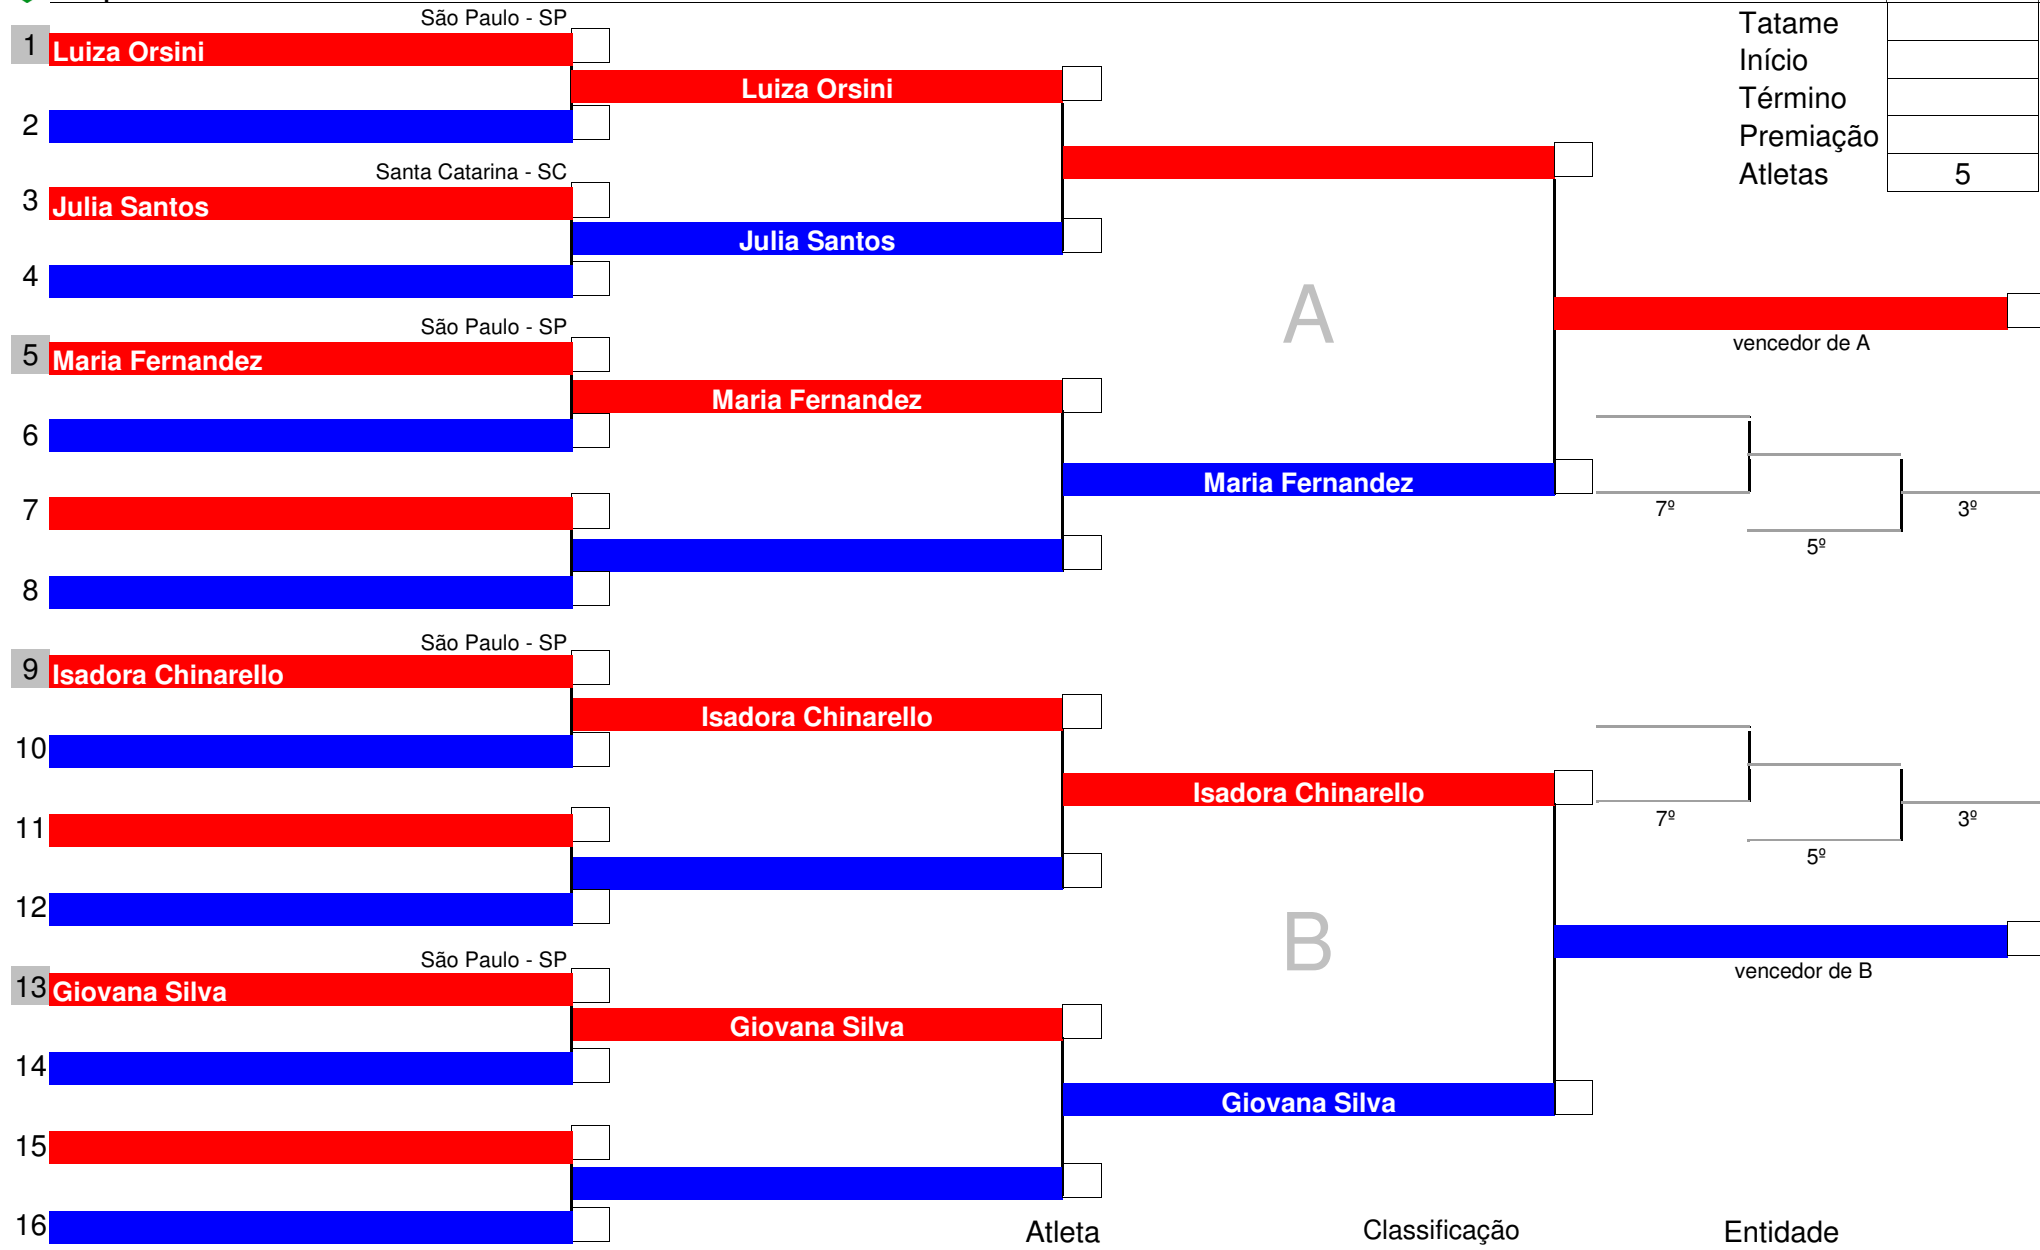 São Paulo - SP
1 Luiza Orsini
Luiza Orsini
2
Santa Catarina - SC
3 Julia Santos
Julia Santos
4
São Paulo - SP
5 Maria Fernandez
Maria Fernandez
6
Maria Fernandez
7
8
São Paulo - SP
9 Isadora Chinarello
Isadora Chinarello
10
Isadora Chinarello
11
12
São Paulo - SP
13 Giovana Silva
Giovana Silva
14
Giovana Silva
15
16
A
B
Tatame
Início
Término
Premiação
Atletas 5
vencedor de A
7º
5º
3º
7º
5º
3º
vencedor de B
Atleta Classificação Entidade